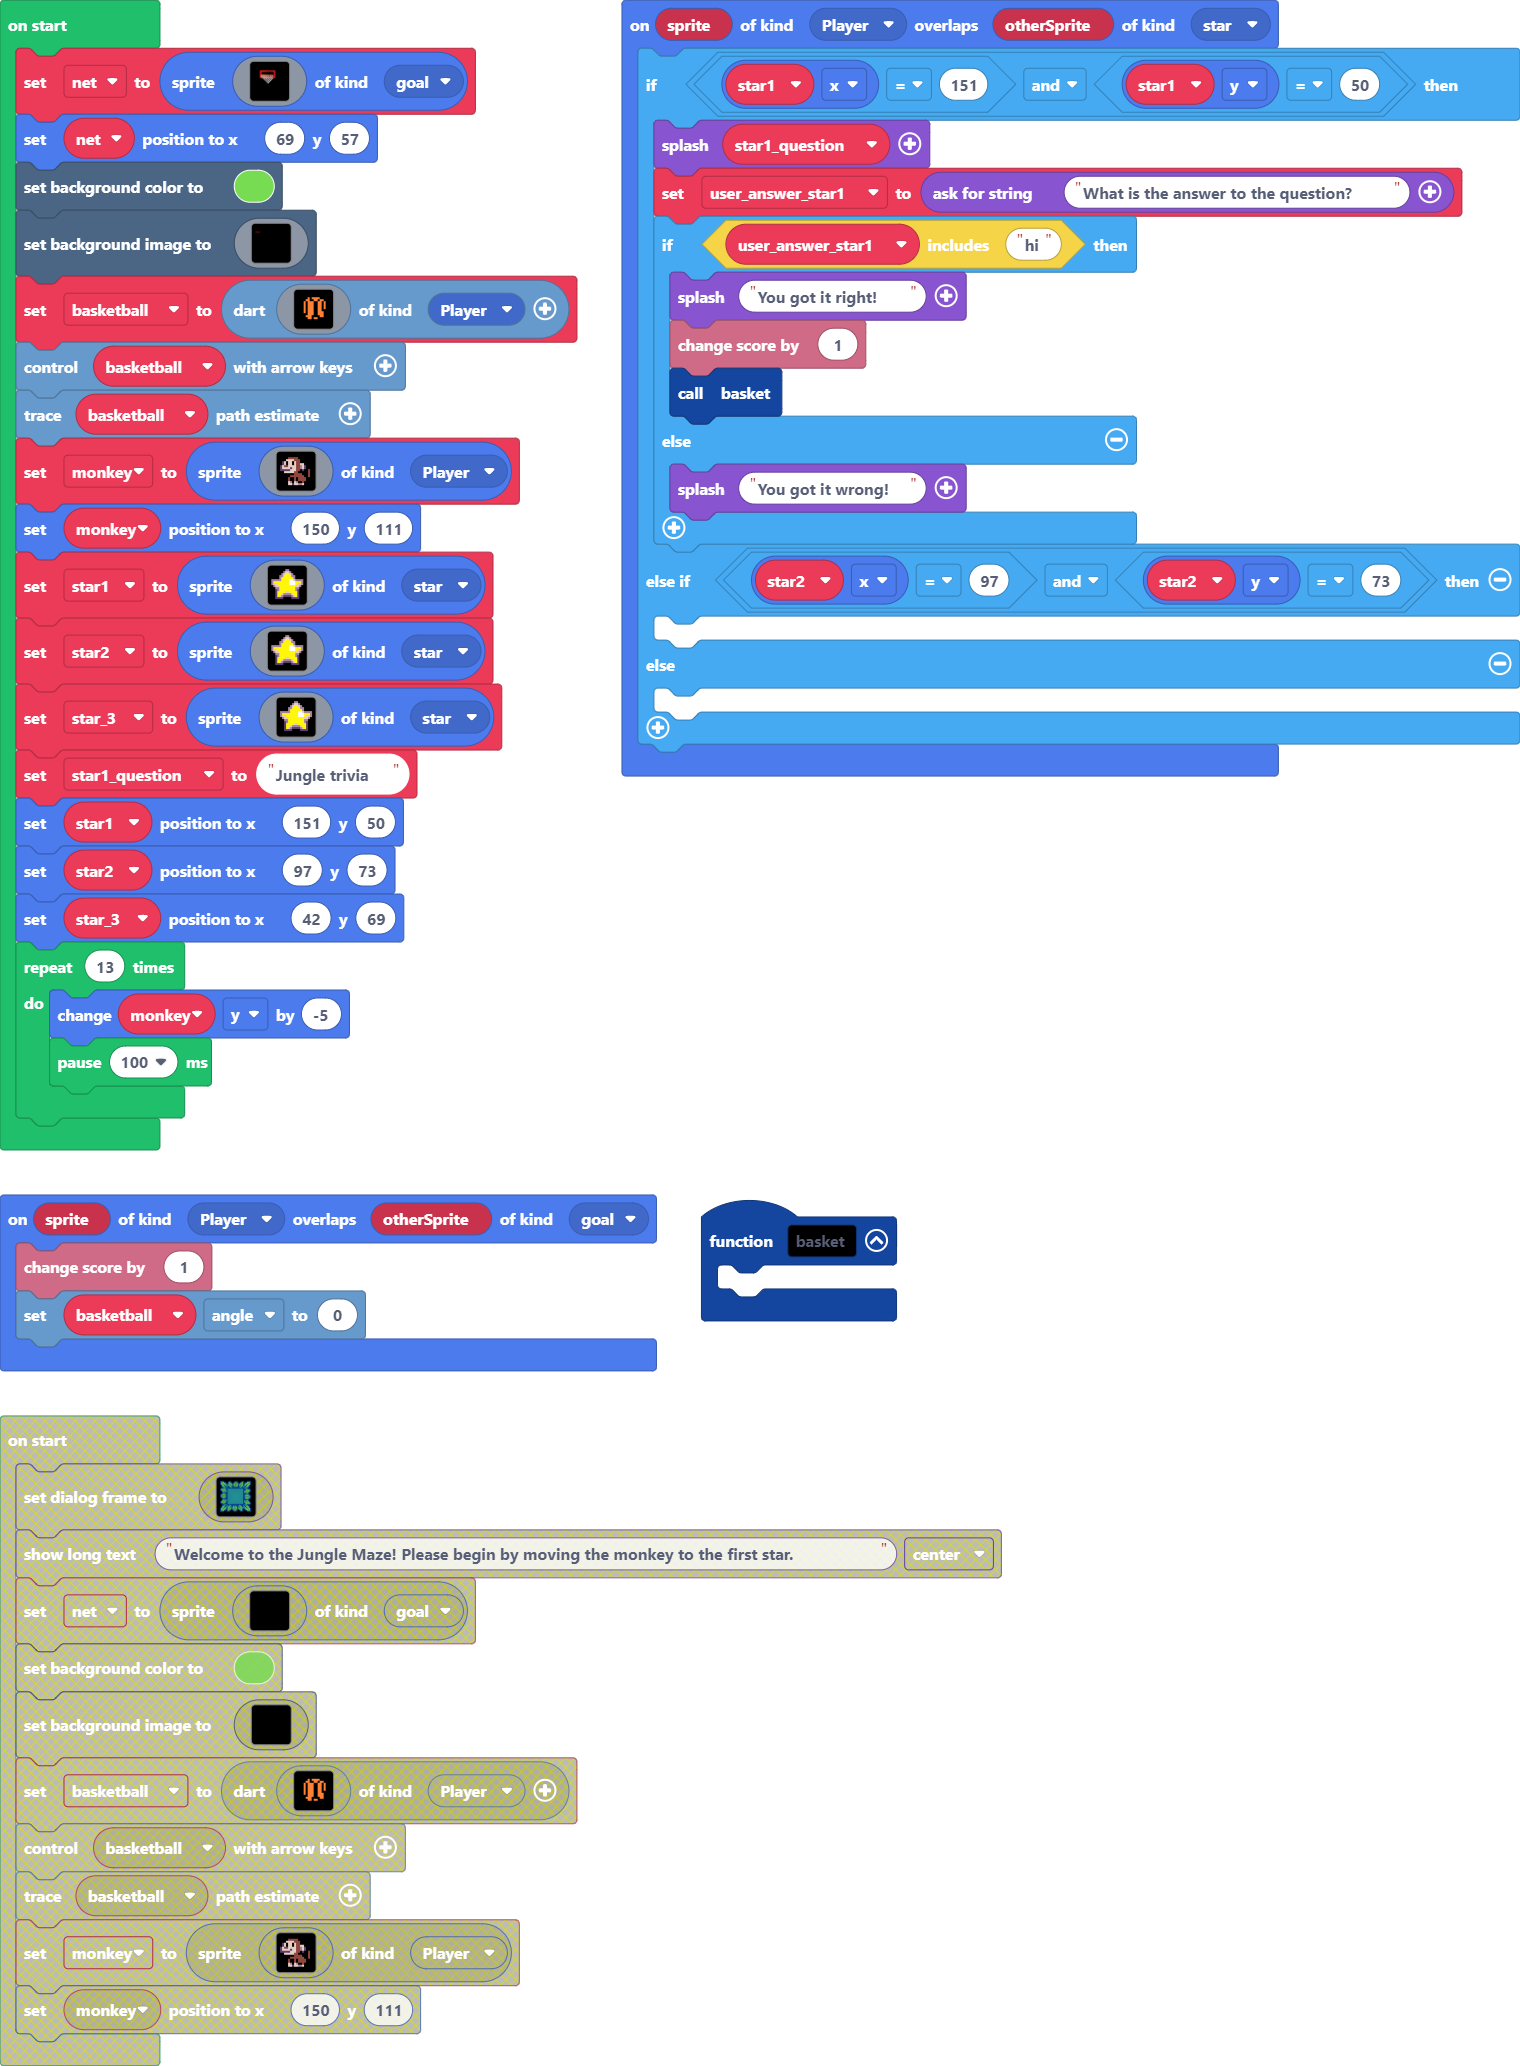 on start
set net to sprite of kind goal
set net position to x 69 y 57
set background color to
set background image to
set basketball to dart of kind Player
control basketball with arrow keys
trace basketball path estimate
set monkey to sprite of kind Player
set monkey position to x 150 y 111
set star1 to sprite of kind star
set star2 to sprite of kind star
set star_3 to sprite of kind star
set star1_question to "Jungle trivia"
set star1 position to x 151 y 50
set star2 position to x 97 y 73
set star_3 position to x 42 y 69
repeat 13 times
do change monkey y by -5
pause 100 ms
on sprite of kind Player overlaps otherSprite of kind star
if star1 x = 151 and star1 y = 50 then
splash star1_question
set user_answer_star1 to ask for string "What is the answer to the question?"
if user_answer_star1 includes "hi" then
splash "You got it right!"
change score by 1
call basket
else
splash "You got it wrong!"
else if star2 x = 97 and star2 y = 73 then
else
on sprite of kind Player overlaps otherSprite of kind goal
change score by 1
set basketball angle to 0
function basket
on start
set dialog frame to
show long text "Welcome to the Jungle Maze! Please begin by moving the monkey to the first star." center
set net to sprite of kind goal
set background color to
set background image to
set basketball to dart of kind Player
control basketball with arrow keys
trace basketball path estimate
set monkey to sprite of kind Player
set monkey position to x 150 y 111